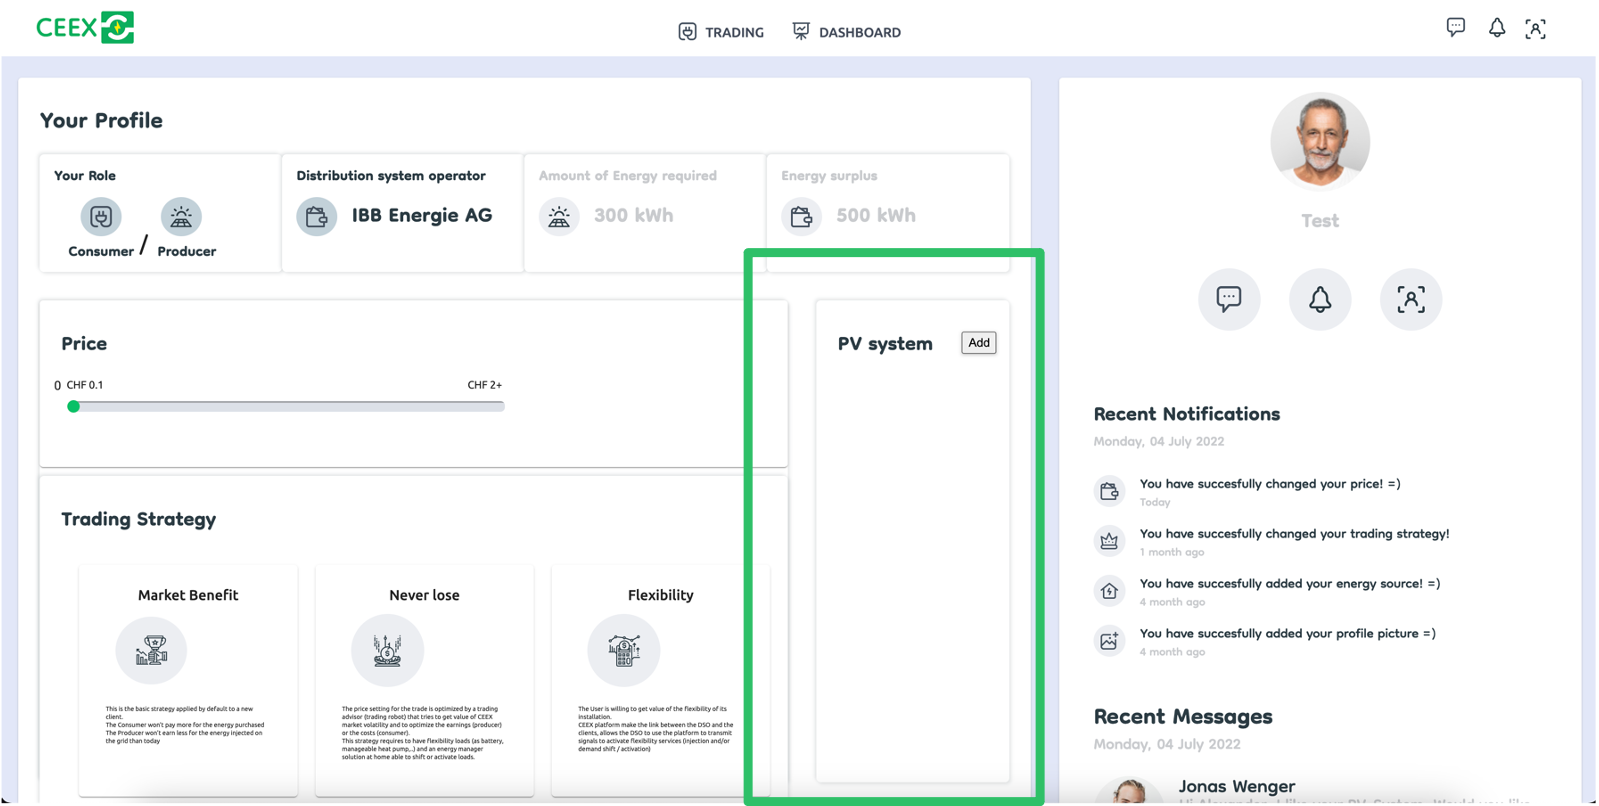 CEEX
TRADING
DASHBOARD
Your Profile
Your Role
Consumer / Producer
Distribution system operator
IBB Energie AG
Amount of Energy required
300 kWh
Energy surplus
500 kWh
Price
0 CHF 0.1
CHF 2+
PV system
Add
Trading Strategy
Market Benefit
This is the basic strategy applied by default to a new
client.
The Consumer won't pay more for the energy purchased
The Producer won't earn less for the energy injected on
the grid than today
Never lose
The price setting for the trade is optimized by a trading
advisor (trading robot) that tries to get value of CEEX
market volatility and to optimize the earnings (producer)
or the costs (consumer).
This strategy requires to have flexibility loads (as battery,
manageable heat pump,..) and an energy manager
solution at home able to shift or activate loads.
Flexibility
The User is willing to get value of the flexibility of its
installation.
CEEX platform make the link between the DSO and the
clients, allows the DSO to use the platform to transmit
signals to activate flexibility services (injection and/or
demand shift / activation)
Test
Recent Notifications
Monday, 04 July 2022
You have succesfully changed your price! =)
Today
You have succesfully changed your trading strategy!
1 month ago
You have succesfully added your energy source! =)
4 month ago
You have succesfully added your profile picture =)
4 month ago
Recent Messages
Monday, 04 July 2022
Jonas Wenger